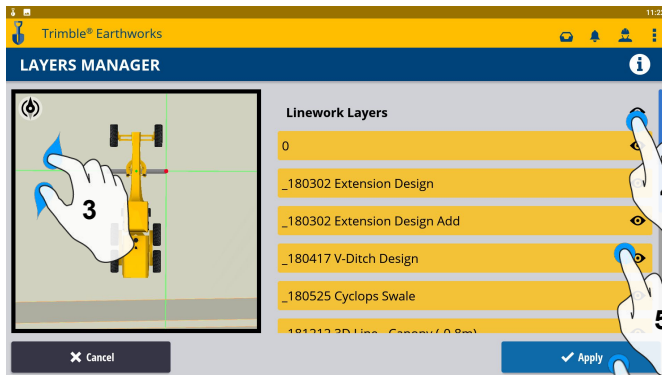 Trimble® Earthworks
LAYERS MANAGER
Linework Layers
0
_180302 Extension Design
_180302 Extension Design Add
_180417 V-Ditch Design
_180525 Cyclops Swale
3
5
Cancel
Apply